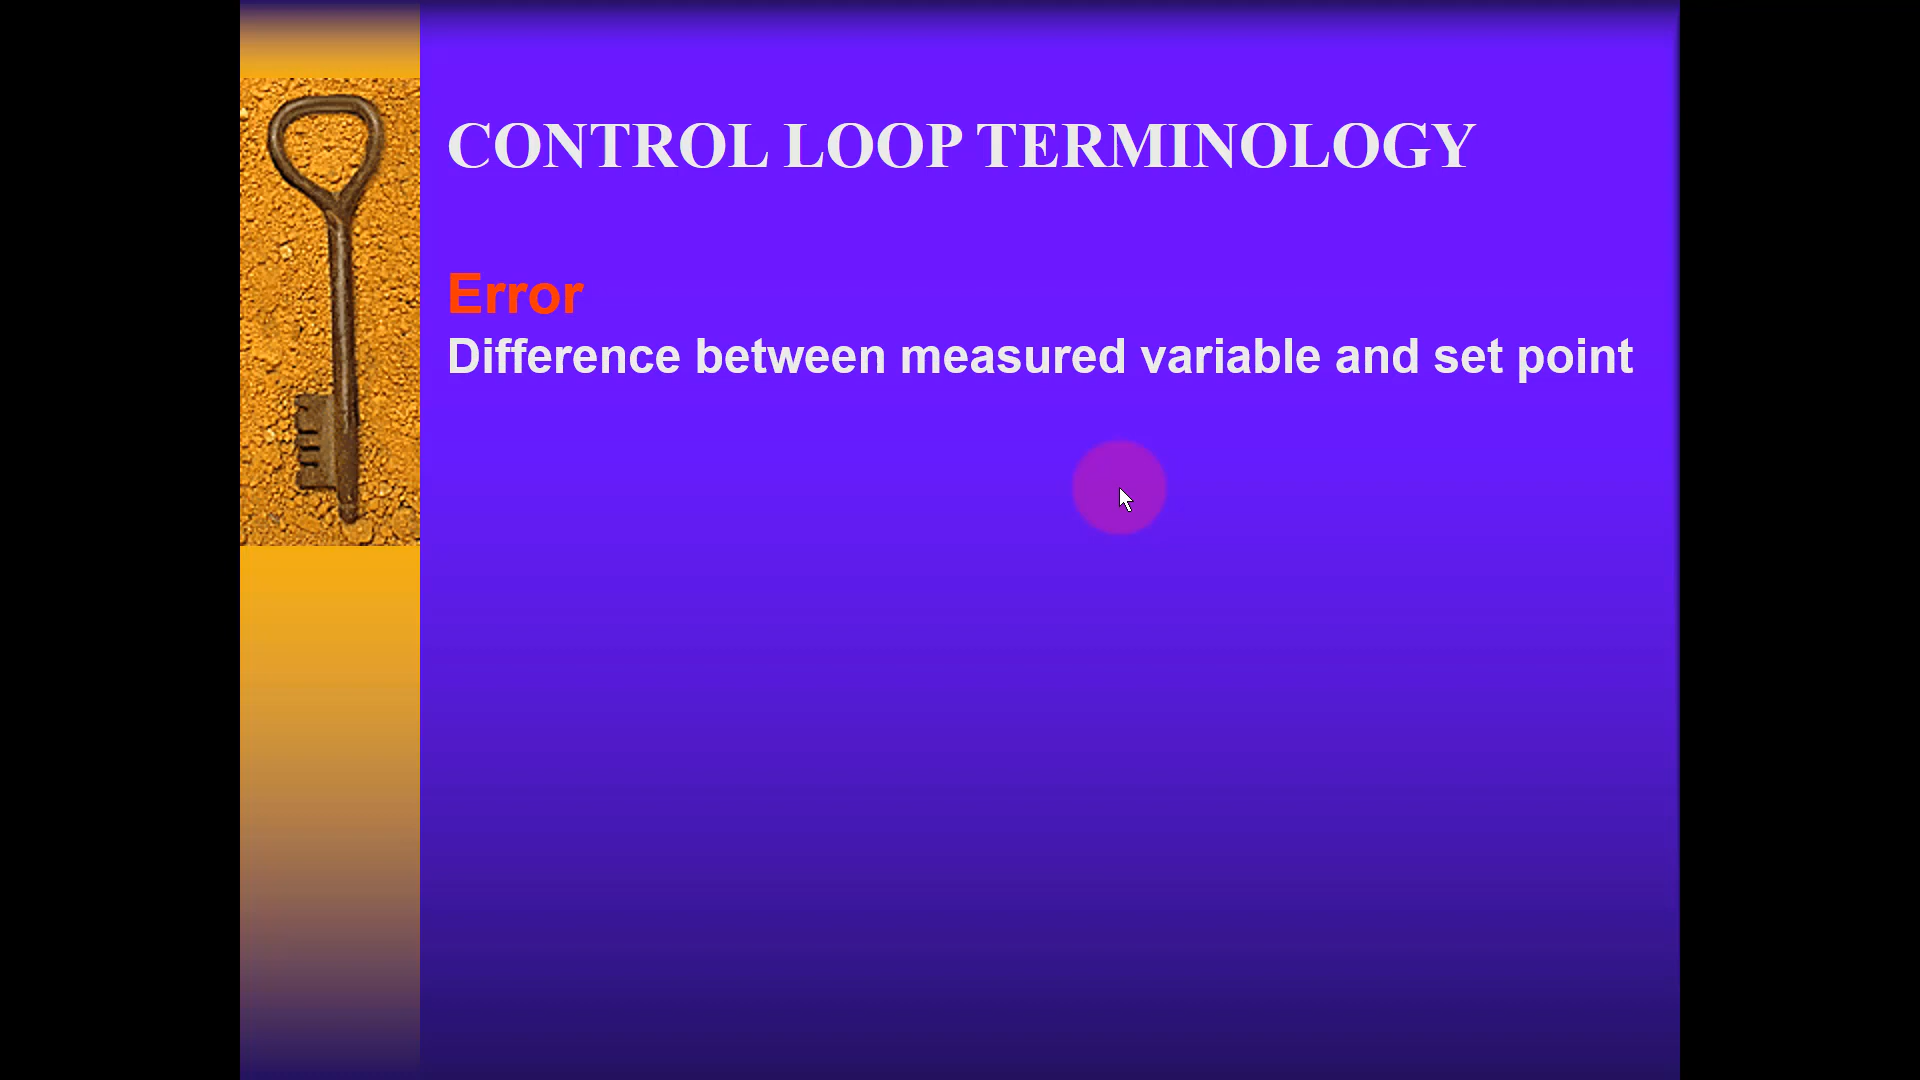 CONTROL LOOP TERMINOLOGY
Error
Difference between measured variable and set point